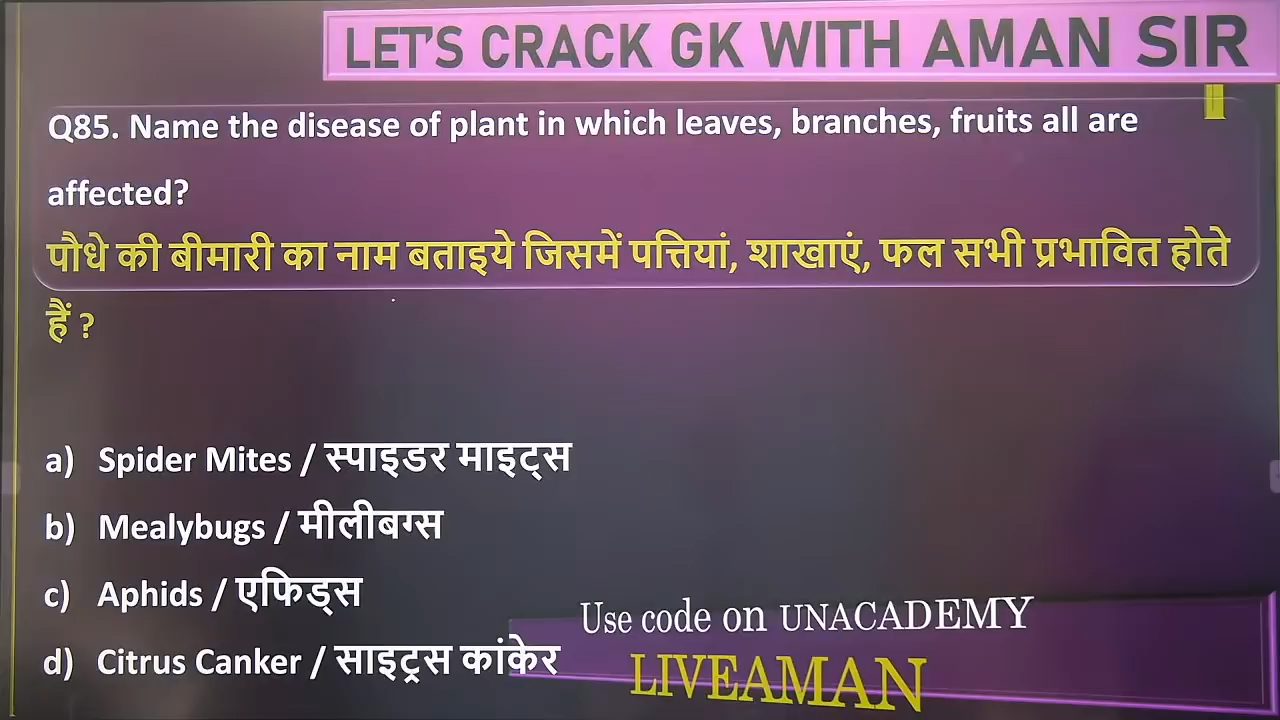 LET'S CRACK GK WITH AMAN SIR
Q85. Name the disease of plant in which leaves, branches, fruits all are
affected?
पौधे की बीमारी का नाम बताइये जिसमें पत्तियां, शाखाएं, फल सभी प्रभावित होते
हैं ?
a) Spider Mites / स्पाइडर माइट्स
b) Mealybugs / मीलीबग्स
c) Aphids / एफिड्स
d) Citrus Canker / साइट्रस कांकेर
Use code on UNACADEMY
LIVEAMAN